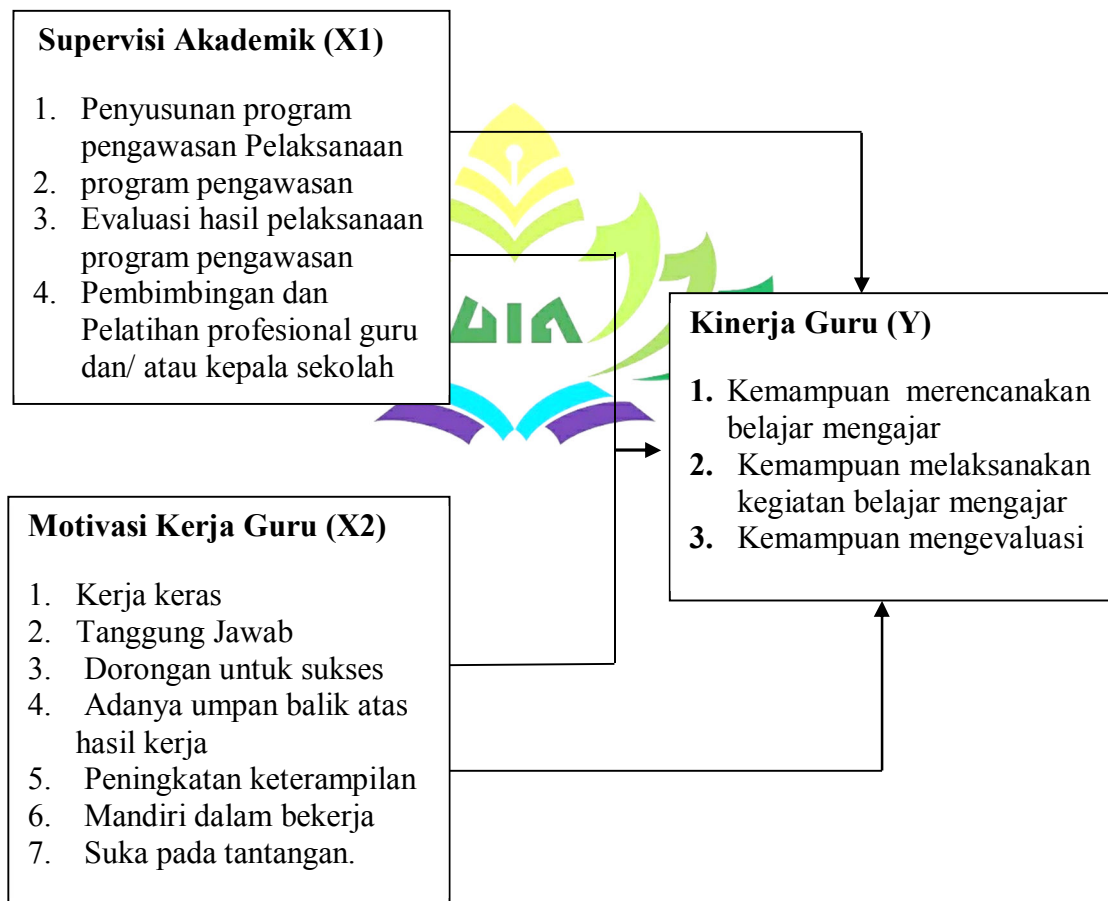 Supervisi Akademik (X1)
1. Penyusunan program
pengawasan Pelaksanaan
2. program pengawasan
3. Evaluasi hasil pelaksanaan
program pengawasan
4. Pembimbingan dan
Pelatihan profesional guru
dan/ atau kepala sekolah
Motivasi Kerja Guru (X2)
1. Kerja keras
2. Tanggung Jawab
3. Dorongan untuk sukses
4. Adanya umpan balik atas
hasil kerja
5. Peningkatan keterampilan
6. Mandiri dalam bekerja
7. Suka pada tantangan.
Kinerja Guru (Y)
1. Kemampuan merencanakan
belajar mengajar
2. Kemampuan melaksanakan
kegiatan belajar mengajar
3. Kemampuan mengevaluasi